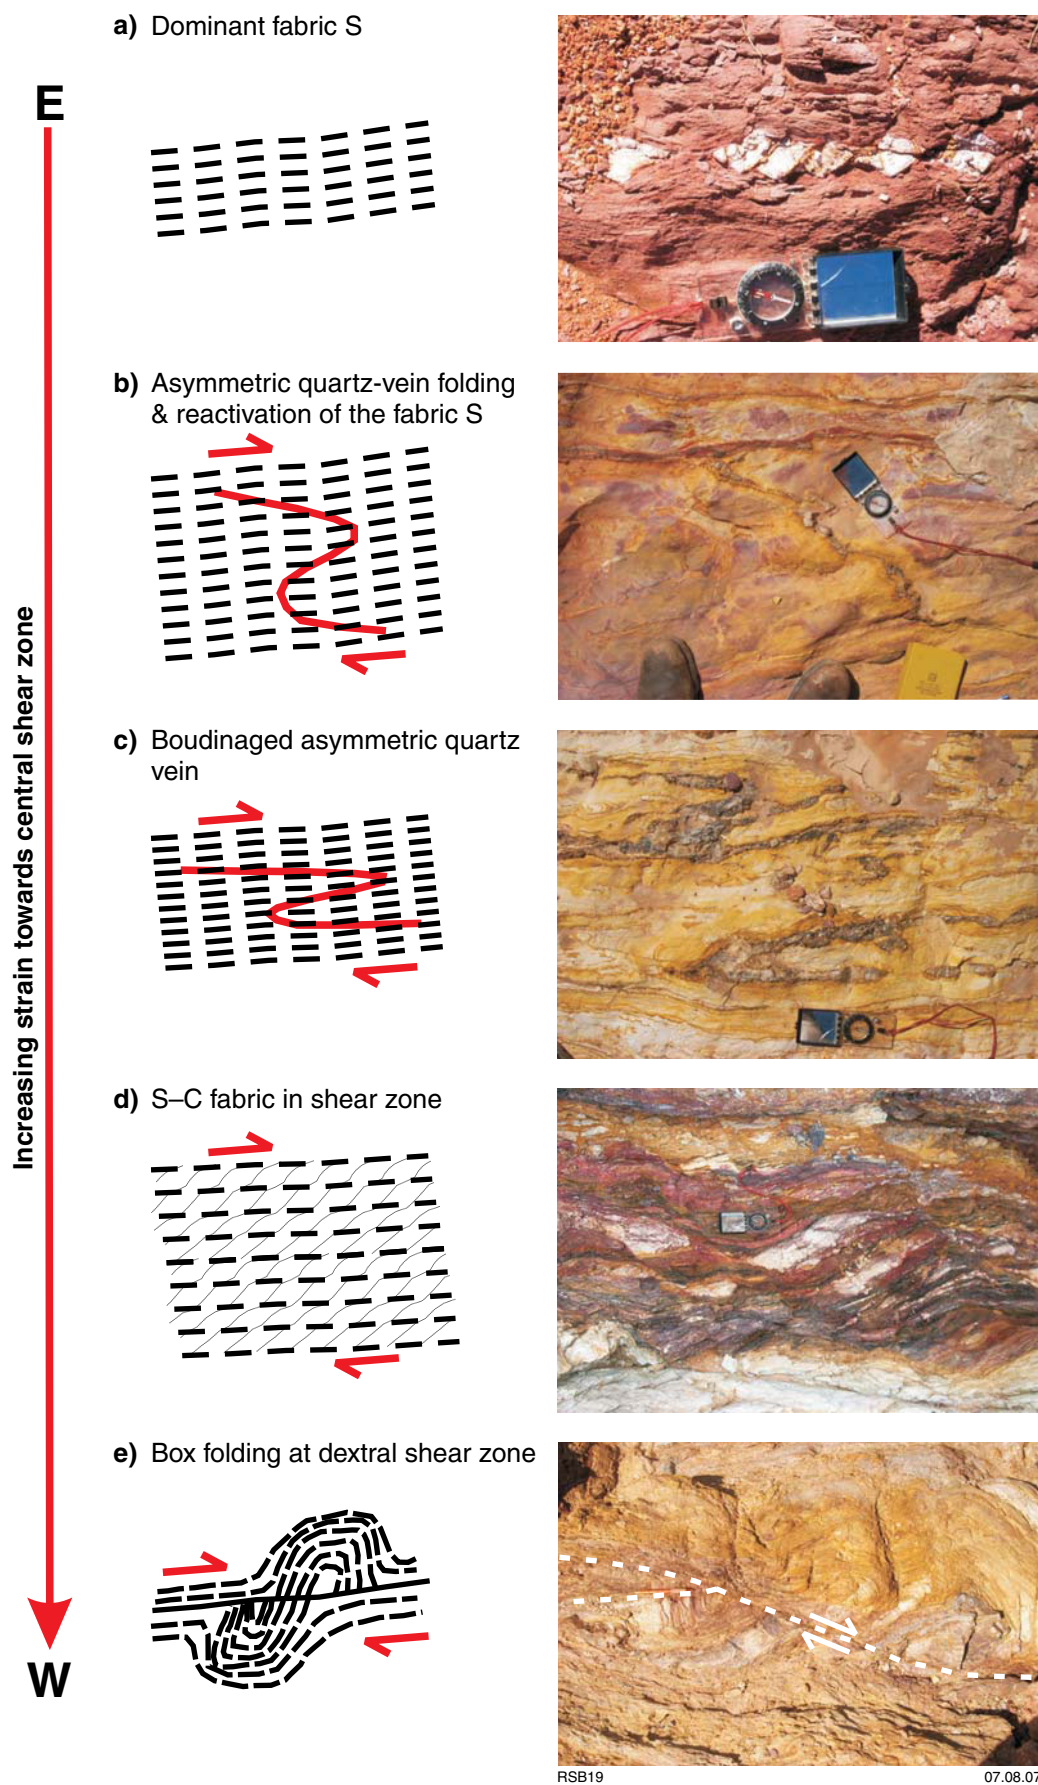 a) Dominant fabric S
E
b) Asymmetric quartz-vein folding
& reactivation of the fabric S
Increasing strain towards central shear zone
c) Boudinaged asymmetric quartz
vein
d) S–C fabric in shear zone
e) Box folding at dextral shear zone
W
RSB19
07.08.07